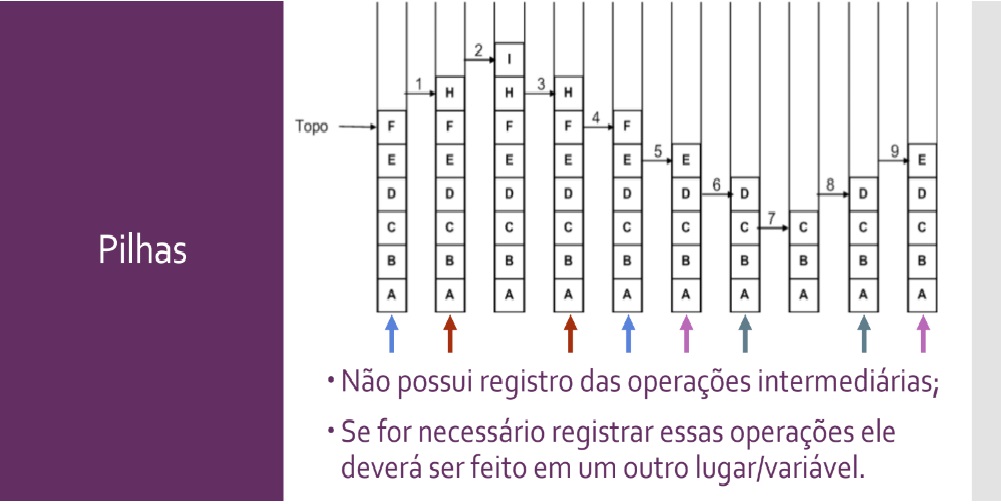 Pilhas
Topo
1 2 3 4 5 6 7 8 9
F E D C B A
H F E D C B A
I H F E D C B A
H F E D C B A
F E D C B A
E D C B A
D C B A
C B A
D C B A
E D C B A
• Não possui registro das operações intermediárias;
• Se for necessário registrar essas operações ele
deverá ser feito em um outro lugar/variável.